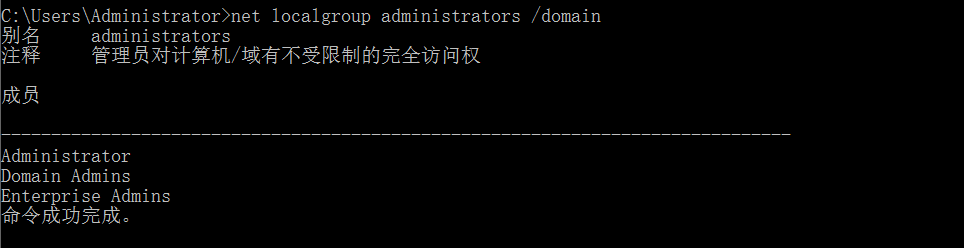 C:\Users\Administrator>net localgroup administrators /domain
别名     administrators
注释     管理员对计算机/域有不受限制的完全访问权
成员
-------------------------------------------------------------------------------
Administrator
Domain Admins
Enterprise Admins
命令成功完成。